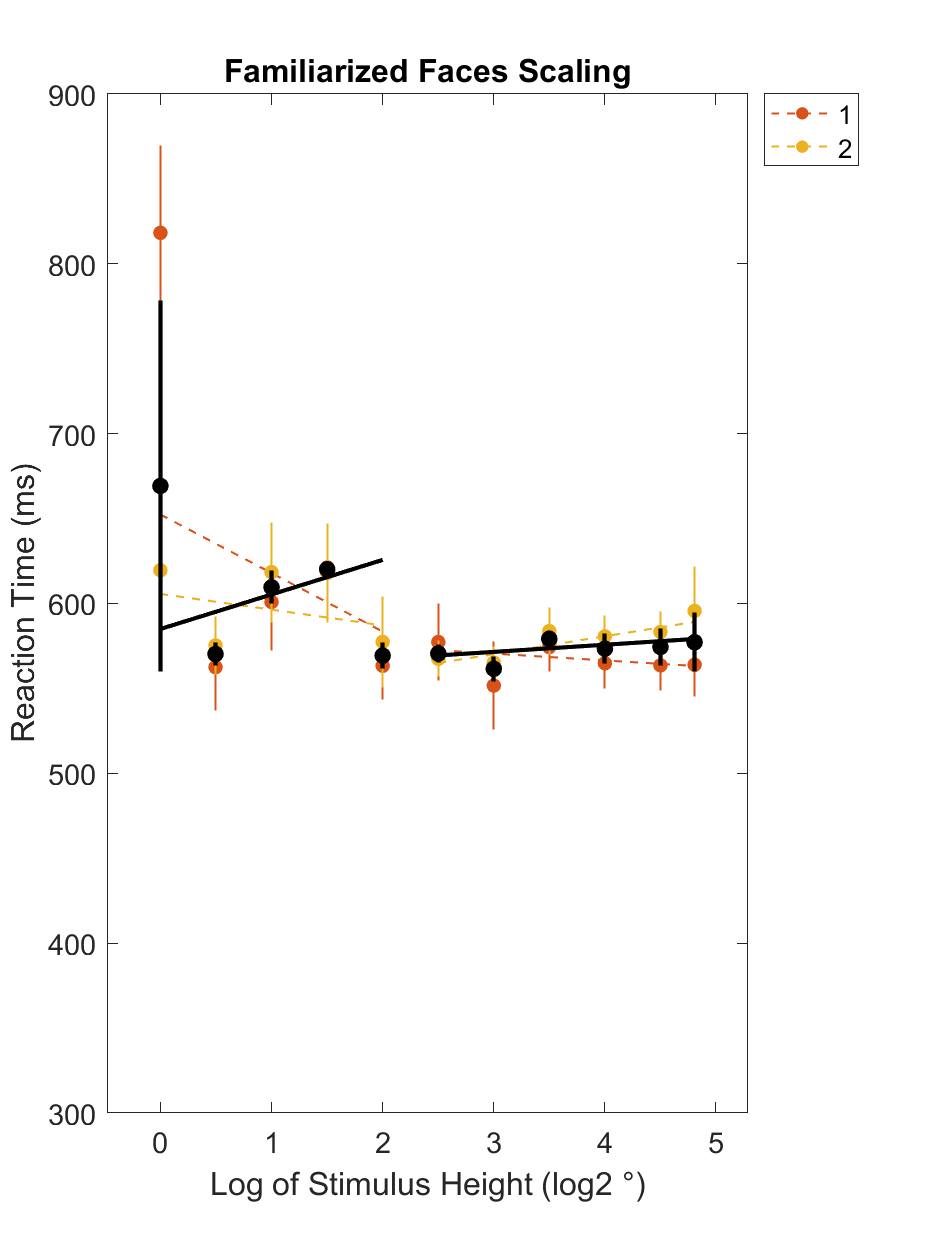 Familiarized Faces Scaling
900
800
700
600
500
400
300
Reaction Time (ms)
0 1 2 3 4 5
Log of Stimulus Height (log2 °)
1
2